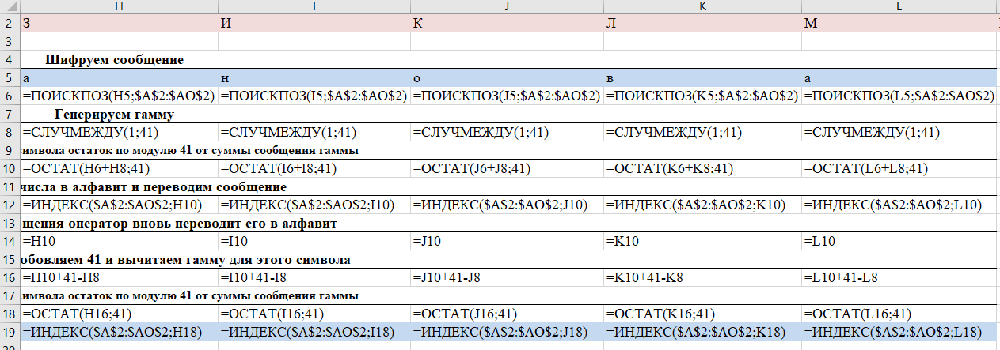 H I J K L
2 З И К Л М
3
4 Шифруем сообщение
5 а н о в а
6 =ПОИСКПОЗ(H5;$A$2:$AO$2) =ПОИСКПОЗ(I5;$A$2:$AO$2) =ПОИСКПОЗ(J5;$A$2:$AO$2) =ПОИСКПОЗ(K5;$A$2:$AO$2) =ПОИСКПОЗ(L5;$A$2:$AO$2)
7 Генерируем гамму
8 =СЛУЧМЕЖДУ(1;41) =СЛУЧМЕЖДУ(1;41) =СЛУЧМЕЖДУ(1;41) =СЛУЧМЕЖДУ(1;41) =СЛУЧМЕЖДУ(1;41)
9 символа остаток по модулю 41 от суммы сообщения гаммы
10 =ОСТАТ(H6+H8;41) =ОСТАТ(I6+I8;41) =ОСТАТ(J6+J8;41) =ОСТАТ(K6+K8;41) =ОСТАТ(L6+L8;41)
11 числа в алфавит и переводим сообщение
12 =ИНДЕКС($A$2:$AO$2;H10) =ИНДЕКС($A$2:$AO$2;I10) =ИНДЕКС($A$2:$AO$2;J10) =ИНДЕКС($A$2:$AO$2;K10) =ИНДЕКС($A$2:$AO$2;L10)
13 бщения оператор вновь переводит его в алфавит
14 =H10 =I10 =J10 =K10 =L10
15 обовляем 41 и вычитаем гамму для этого символа
16 =H10+41-H8 =I10+41-I8 =J10+41-J8 =K10+41-K8 =L10+41-L8
17 символа остаток по модулю 41 от суммы сообщения гаммы
18 =ОСТАТ(H16;41) =ОСТАТ(I16;41) =ОСТАТ(J16;41) =ОСТАТ(K16;41) =ОСТАТ(L16;41)
19 =ИНДЕКС($A$2:$AO$2;H18) =ИНДЕКС($A$2:$AO$2;I18) =ИНДЕКС($A$2:$AO$2;J18) =ИНДЕКС($A$2:$AO$2;K18) =ИНДЕКС($A$2:$AO$2;L18)